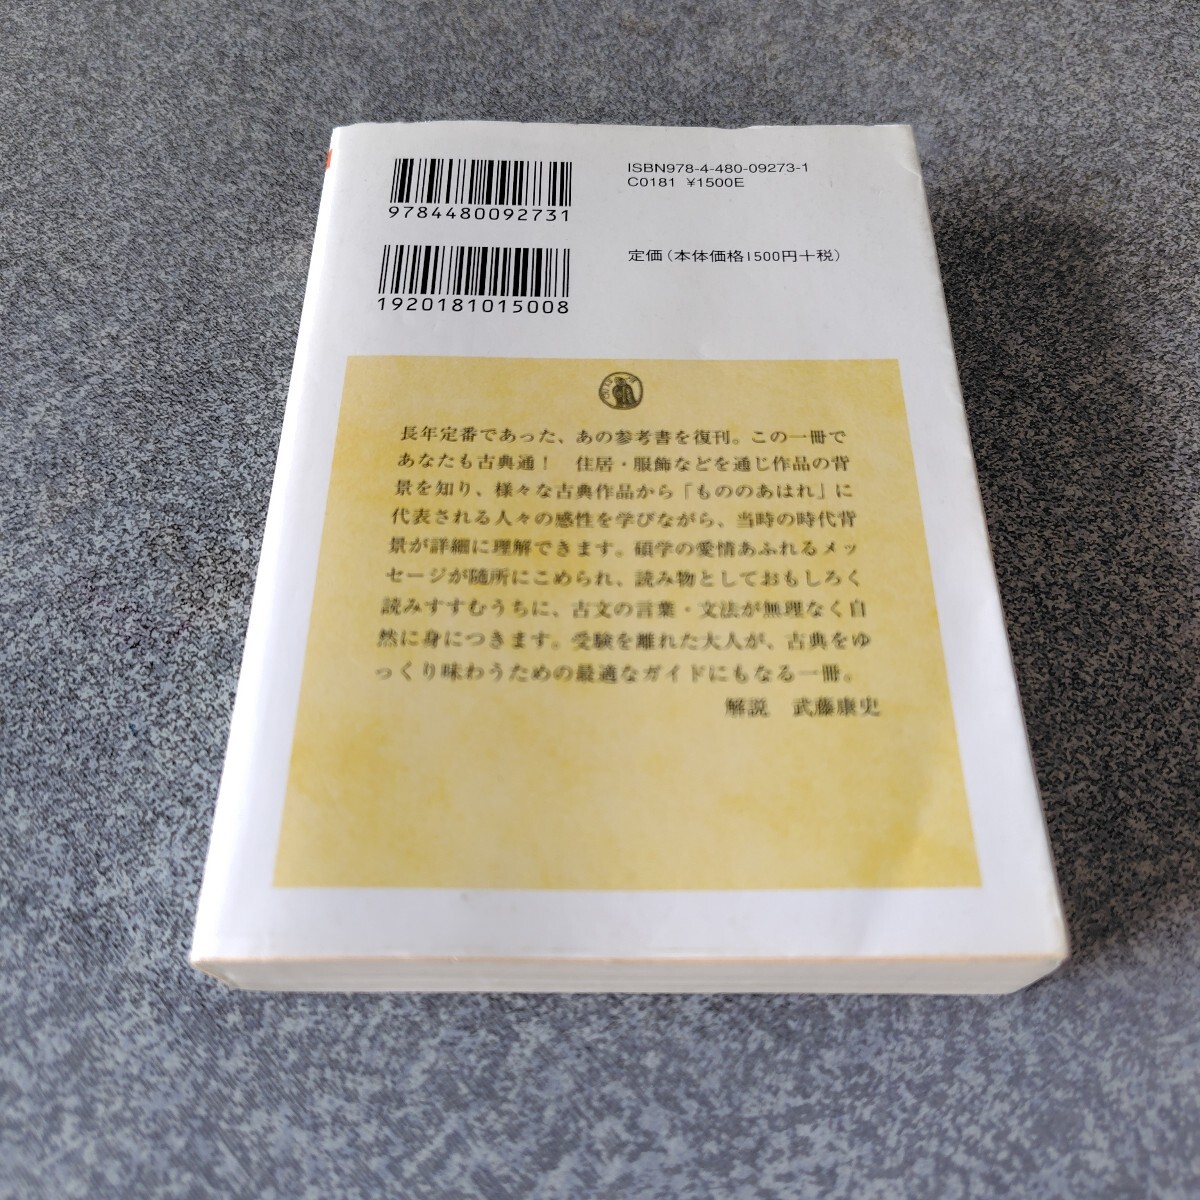 ISBN978-4-480-09273-1
C0181 ¥1500E
9784480092731
定価(本体価格1500円+税)
1920181015008
長年定番であった、あの参考書を復刊。この一冊で
あなたも古典通！　住居・服飾などを通じ作品の背
景を知り、様々な古典作品から「もののあはれ」に
代表される人々の感性を学びながら、当時の時代背
景が詳細に理解できます。碩学の愛情あふれるメッ
セージが随所にこめられ、読み物としておもしろく
読みすすむうちに、古文の言葉・文法が無理なく自
然に身につきます。受験を離れた大人が、古典をゆ
っくり味わうための最適なガイドにもなる一冊。
解説　武藤康史